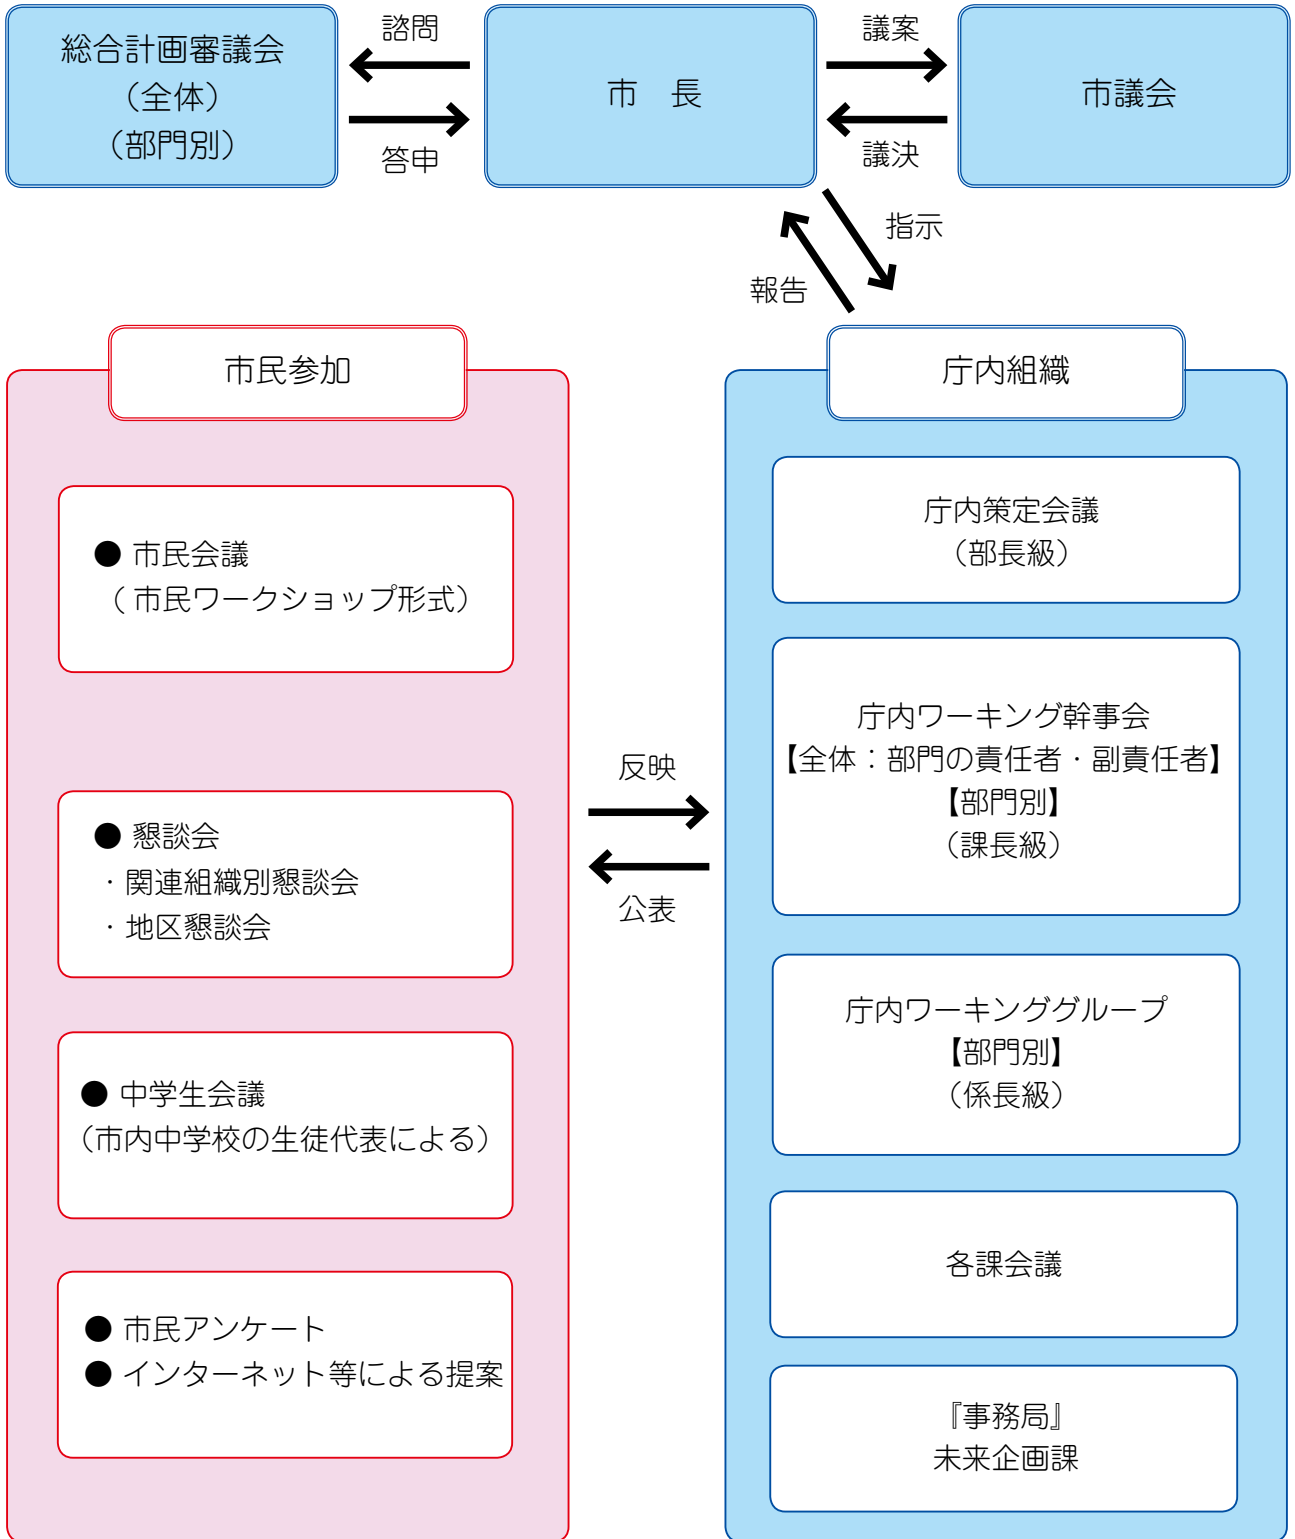 総合計画審議会
（全体）
（部門別）
諮問
答申
市　長
議案
議決
市議会
指示
報告
市民参加
● 市民会議
（ 市民ワークショップ形式）
● 懇談会
・関連組織別懇談会
・地区懇談会
● 中学生会議
（市内中学校の生徒代表による）
● 市民アンケート
● インターネット等による提案
反映
公表
庁内組織
庁内策定会議
（部長級）
庁内ワーキング幹事会
【全体：部門の責任者・副責任者】
【部門別】
（課長級）
庁内ワーキンググループ
【部門別】
（係長級）
各課会議
『事務局』
未来企画課